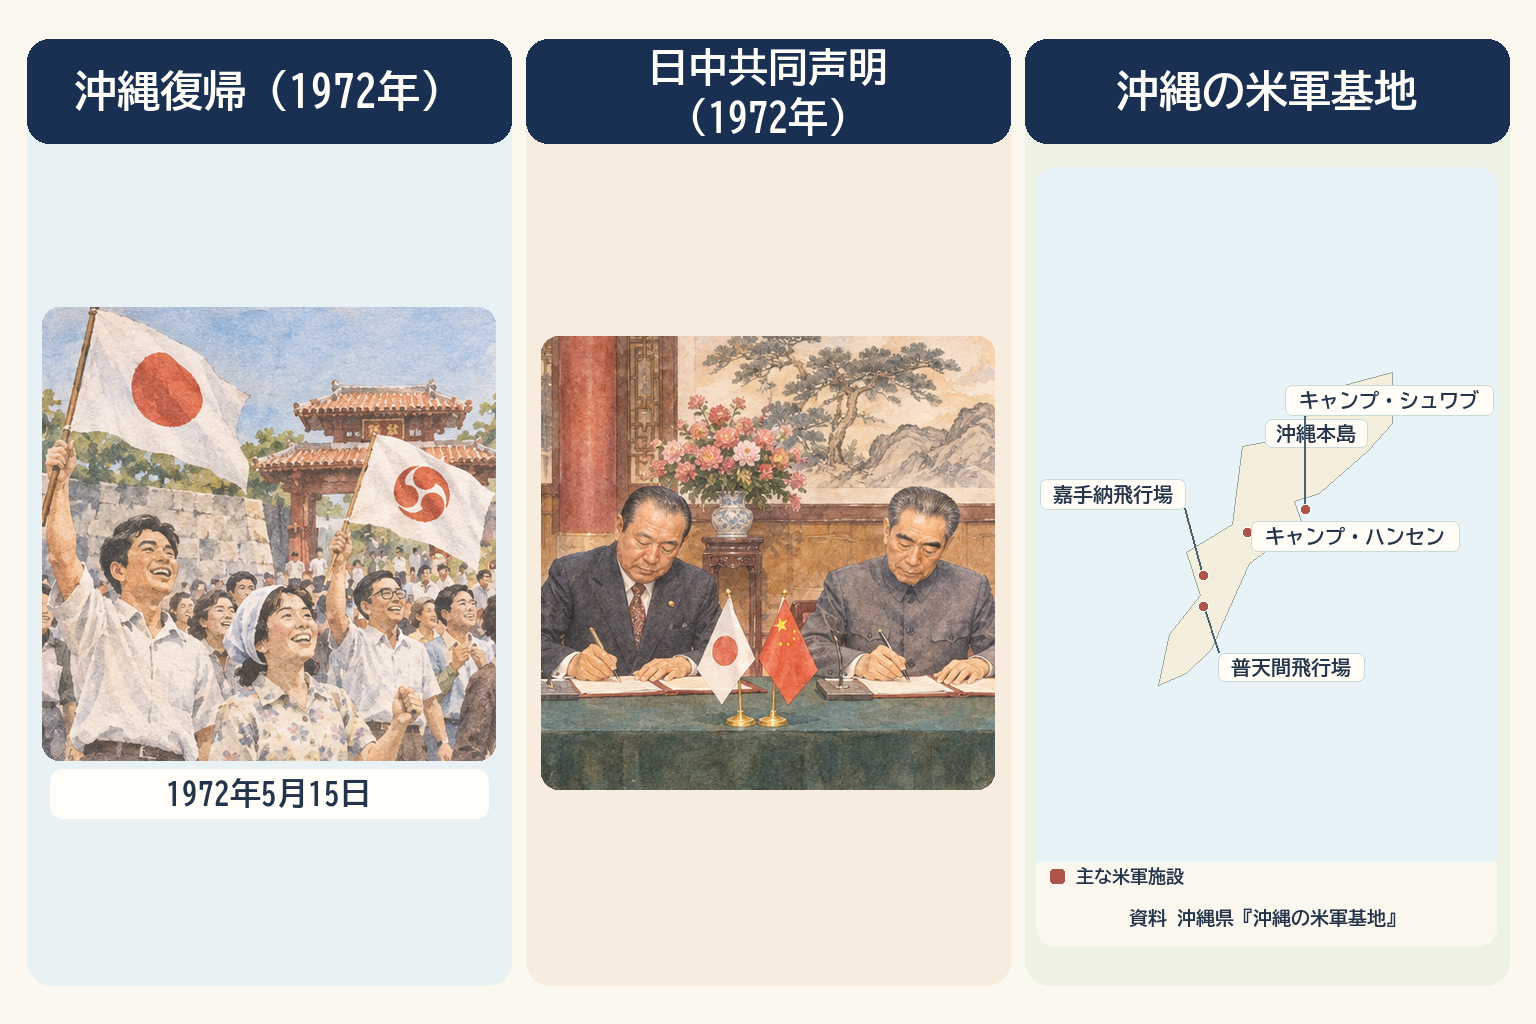 沖縄復帰（1972年）
1972年5月15日
日中共同声明
（1972年）
沖縄の米軍基地
キャンプ・シュワブ
沖縄本島
嘉手納飛行場
キャンプ・ハンセン
普天間飛行場
主な米軍施設
資料 沖縄県『沖縄の米軍基地』